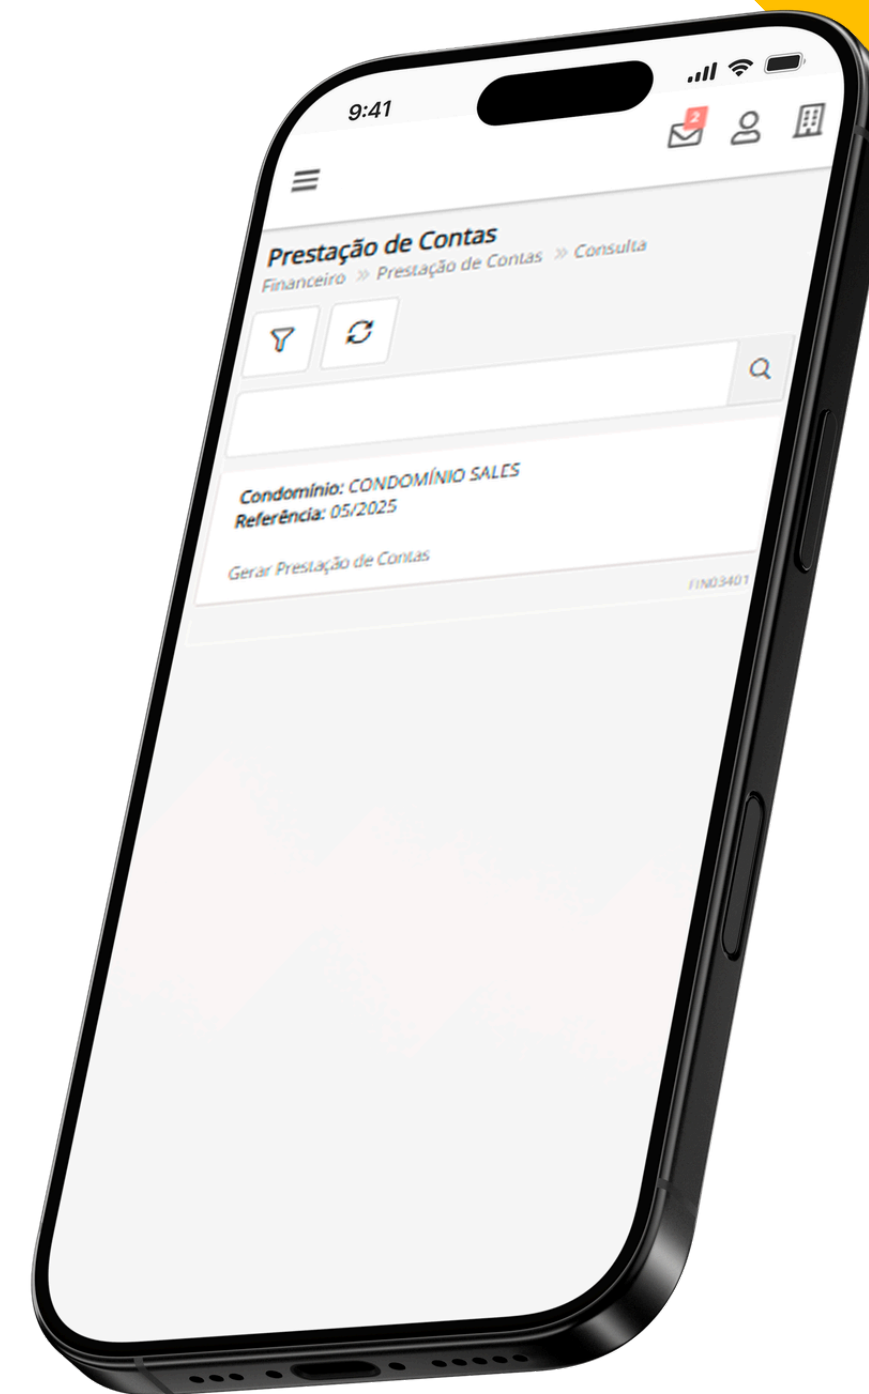 9:41
2
Prestação de Contas
Financeiro » Prestação de Contas » Consulta
Condomínio: CONDOMÍNIO SALES
Referência: 05/2025
Gerar Prestação de Contas
FIN03401